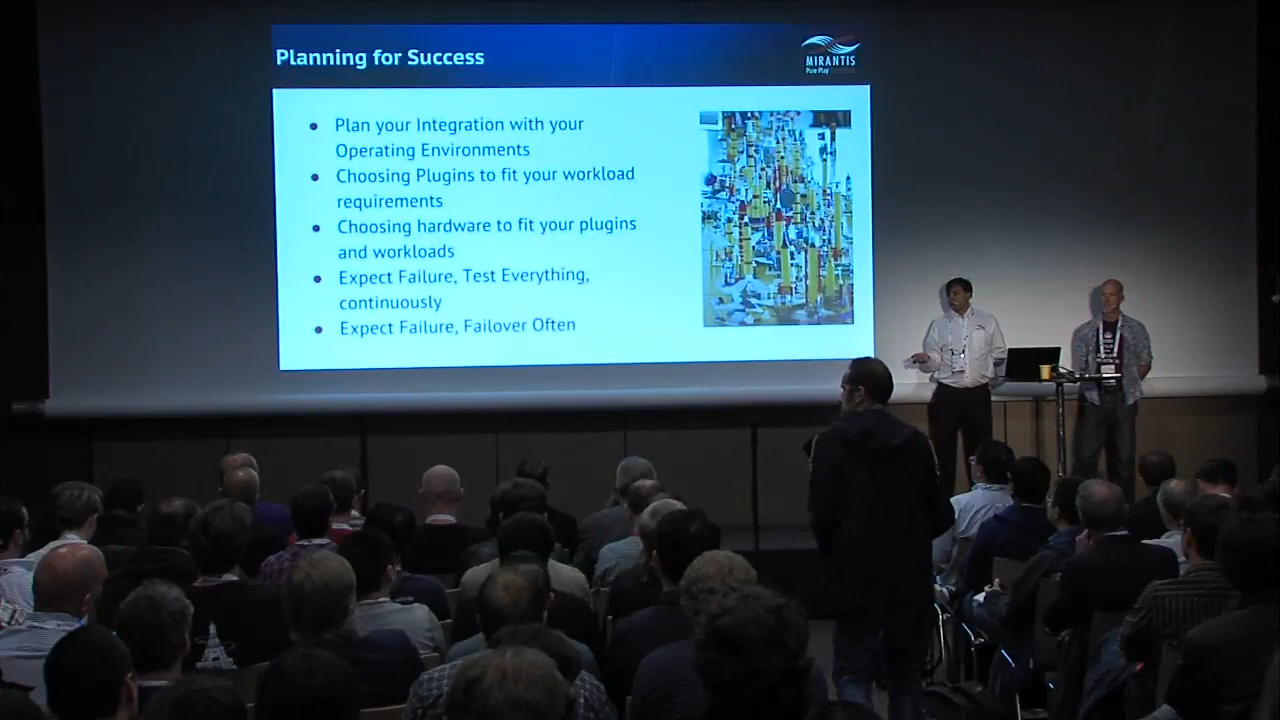 Planning for Success
MIRANTIS
Pure Play
Plan your Integration with your
Operating Environments
Choosing Plugins to fit your workload
requirements
Choosing hardware to fit your plugins
and workloads
Expect Failure, Test Everything,
continuously
Expect Failure, Failover Often